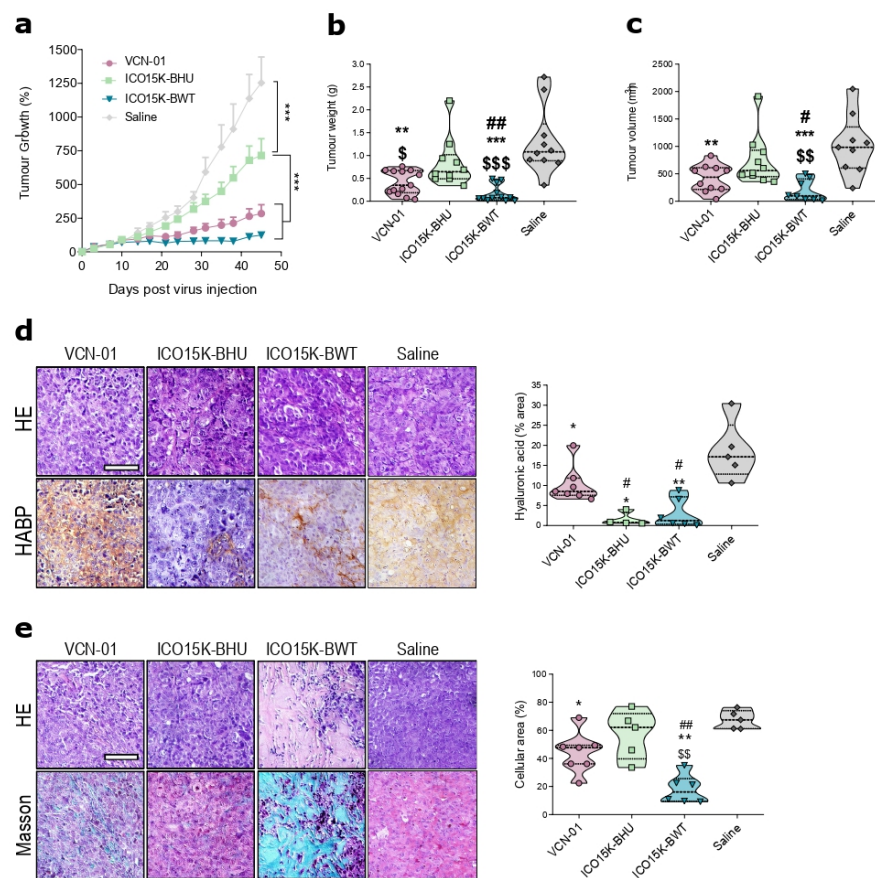 a
1500
1250
1000
750
500
250
0
Tumour Growth (%)
0 10 20 30 40 50
Days post virus injection
VCN-01
ICO15K-BHU
ICO15K-BWT
Saline
***
***
b
3.0
2.5
2.0
1.5
1.0
0.5
0.0
Tumour weight (g)
**
$
##
***
$$$
VCN-01
ICO15K-BHU
ICO15K-BWT
Saline
c
2500
2000
1500
1000
500
0
Tumour volume (m³m)
**
#
***
$$
VCN-01
ICO15K-BHU
ICO15K-BWT
Saline
d
VCN-01 ICO15K-BHU ICO15K-BWT Saline
HE
HABP
35
30
25
20
15
10
5
0
Hyaluronic acid (% area)
*
#
*
#
**
VCN-01
ICO15K-BHU
ICO15K-BWT
Saline
e
VCN-01 ICO15K-BHU ICO15K-BWT Saline
HE
Masson
100
80
60
40
20
0
Cellular area (%)
*
##
**
$$
VCN-01
ICO15K-BHU
ICO15K-BWT
Saline